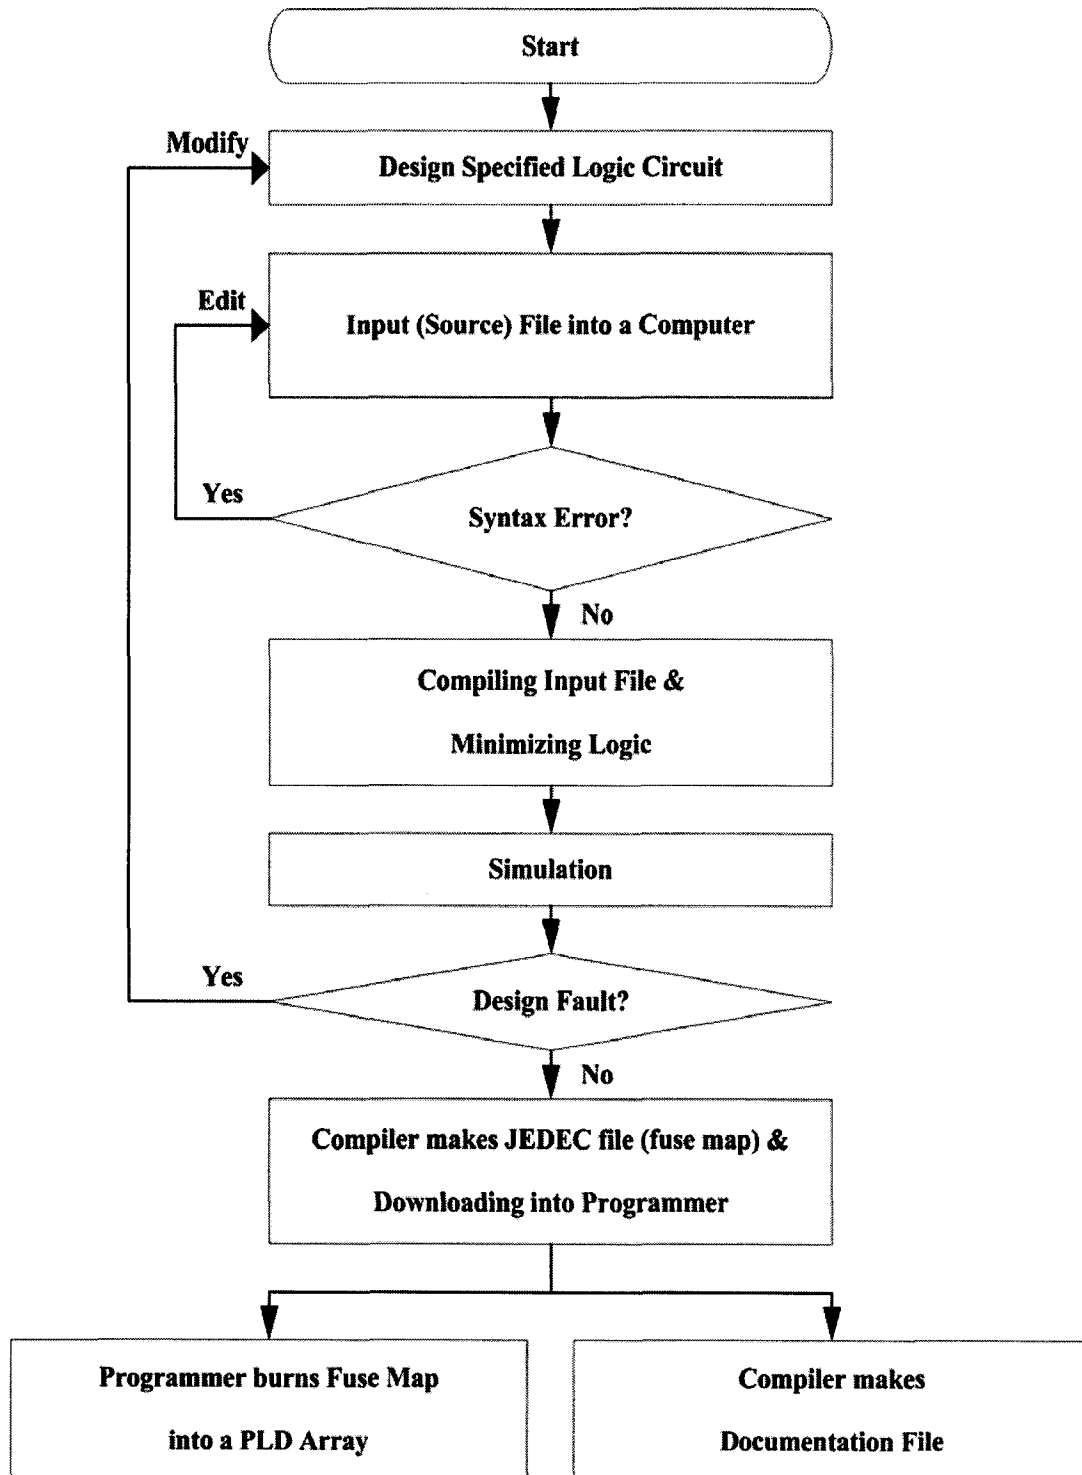 Start
Modify
Design Specified Logic Circuit
Edit
Input (Source) File into a Computer
Yes
Syntax Error?
No
Compiling Input File &
Minimizing Logic
Simulation
Yes
Design Fault?
No
Compiler makes JEDEC file (fuse map) &
Downloading into Programmer
Programmer burns Fuse Map
into a PLD Array
Compiler makes
Documentation File